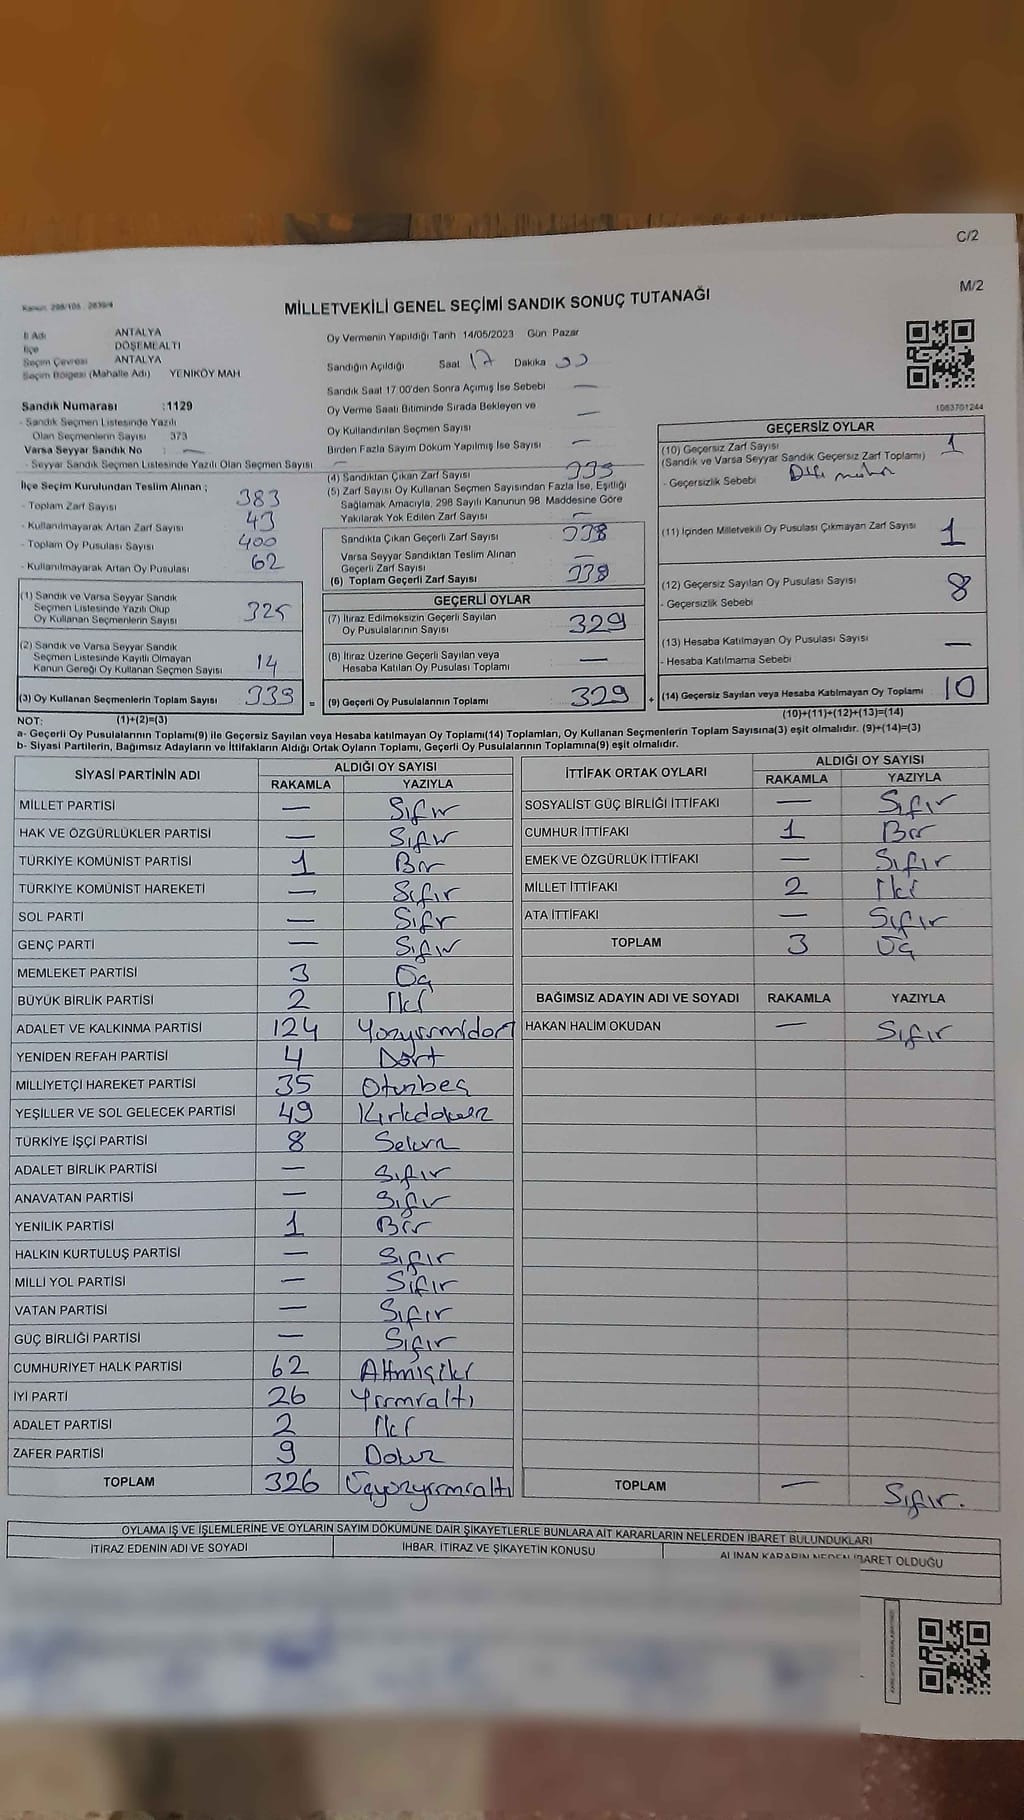 C/2
M/2
Kanun: 298/105 , 2839/4
MİLLETVEKİLİ GENEL SEÇİMİ SANDIK SONUÇ TUTANAĞI
İl Adı ANTALYA
İlçe DÖŞEMEALTI
Seçim Çevresi ANTALYA
Seçim Bölgesi (Mahalle Adı) YENİKÖY MAH
Sandık Numarası :1129
- Sandık Seçmen Listesinde Yazılı
Olan Seçmenlerin Sayısı 373
Varsa Seyyar Sandık No : —
- Seyyar Sandık Seçmen Listesinde Yazılı Olan Seçmen Sayısı —
İlçe Seçim Kurulundan Teslim Alınan ;
- Toplam Zarf Sayısı 383
- Kullanılmayarak Artan Zarf Sayısı 43
- Toplam Oy Pusulası Sayısı 400
- Kullanılmayarak Artan Oy Pusulası 62
(1) Sandık ve Varsa Seyyar Sandık
Seçmen Listesinde Yazılı Olup
Oy Kullanan Seçmenlerin Sayısı 325
(2) Sandık ve Varsa Seyyar Sandık
Seçmen Listesinde Kayıtlı Olmayan
Kanun Gereği Oy Kullanan Seçmen Sayısı 14
(3) Oy Kullanan Seçmenlerin Toplam Sayısı 339 =
Oy Vermenin Yapıldığı Tarih 14/05/2023 Gün Pazar
Sandığın Açıldığı Saat 17 Dakika 00
Sandık Saat 17:00'den Sonra Açımış İse Sebebi —
Oy Verme Saati Bitiminde Sırada Bekleyen ve
Oy Kullandırılan Seçmen Sayısı —
Birden Fazla Sayım Döküm Yapılmış İse Sayısı —
(4) Sandıktan Çıkan Zarf Sayısı 339
(5) Zarf Sayısı Oy Kullanan Seçmen Sayısından Fazla İse, Eşitliği
Sağlamak Amacıyla, 298 Sayılı Kanunun 98. Maddesine Göre
Yakılarak Yok Edilen Zarf Sayısı —
Sandıkta Çıkan Geçerli Zarf Sayısı 338
Varsa Seyyar Sandıktan Teslim Alınan
Geçerli Zarf Sayısı —
(6) Toplam Geçerli Zarf Sayısı 338
GEÇERLİ OYLAR
(7) İtiraz Edilmeksizin Geçerli Sayılan
Oy Pusulalarının Sayısı 329
(8) İtiraz Üzerine Geçerli Sayılan veya
Hesaba Katılan Oy Pusulası Toplamı —
(9) Geçerli Oy Pusulalarının Toplamı 329 +
1063701244
GEÇERSİZ OYLAR
(10) Geçersiz Zarf Sayısı 1
(Sandık ve Varsa Seyyar Sandık Geçersiz Zarf Toplamı)
- Geçersizlik Sebebi
(11) İçinden Milletvekili Oy Pusulası Çıkmayan Zarf Sayısı 1
(12) Geçersiz Sayılan Oy Pusulası Sayısı 8
- Geçersizlik Sebebi
(13) Hesaba Katılmayan Oy Pusulası Sayısı —
- Hesaba Katılmama Sebebi
(14) Geçersiz Sayılan veya Hesaba Katılmayan Oy Toplamı 10
NOT: (1)+(2)=(3) (10)+(11)+(12)+(13)=(14)
a- Geçerli Oy Pusulalarının Toplamı(9) ile Geçersiz Sayılan veya Hesaba katılmayan Oy Toplamı(14) Toplamları, Oy Kullanan Seçmenlerin Toplam Sayısına(3) eşit olmalıdır. (9)+(14)=(3)
b- Siyasi Partilerin, Bağımsız Adayların ve İttifakların Aldığı Ortak Oyların Toplamı, Geçerli Oy Pusulalarının Toplamına(9) eşit olmalıdır.
SİYASİ PARTİNİN ADI ALDIĞI OY SAYISI
RAKAMLA YAZIYLA
MİLLET PARTİSİ — Sıfır
HAK VE ÖZGÜRLÜKLER PARTİSİ — Sıfır
TÜRKİYE KOMÜNİST PARTİSİ 1 Bir
TÜRKİYE KOMÜNİST HAREKETİ — Sıfır
SOL PARTİ — Sıfır
GENÇ PARTİ — Sıfır
MEMLEKET PARTİSİ 3 Üç
BÜYÜK BİRLİK PARTİSİ 2 İki
ADALET VE KALKINMA PARTİSİ 124 Yüzyirmidört
YENİDEN REFAH PARTİSİ 4 Dört
MİLLİYETÇİ HAREKET PARTİSİ 35 Otuzbeş
YEŞİLLER VE SOL GELECEK PARTİSİ 49 Kırkdokuz
TÜRKİYE İŞÇİ PARTİSİ 8 Sekiz
ADALET BİRLİK PARTİSİ — Sıfır
ANAVATAN PARTİSİ — Sıfır
YENİLİK PARTİSİ 1 Bir
HALKIN KURTULUŞ PARTİSİ — Sıfır
MİLLİ YOL PARTİSİ — Sıfır
VATAN PARTİSİ — Sıfır
GÜÇ BİRLİĞİ PARTİSİ — Sıfır
CUMHURİYET HALK PARTİSİ 62 Altmışiki
İYİ PARTİ 26 Yirmialtı
ADALET PARTİSİ 2 İki
ZAFER PARTİSİ 9 Dokuz
TOPLAM 326 Üçyüzyirmialtı
İTTİFAK ORTAK OYLARI ALDIĞI OY SAYISI
RAKAMLA YAZIYLA
SOSYALİST GÜÇ BİRLİĞİ İTTİFAKI — Sıfır
CUMHUR İTTİFAKI 1 Bir
EMEK VE ÖZGÜRLÜK İTTİFAKI — Sıfır
MİLLET İTTİFAKI 2 İki
ATA İTTİFAKI — Sıfır
TOPLAM 3 Üç
BAĞIMSIZ ADAYIN ADI VE SOYADI RAKAMLA YAZIYLA
HAKAN HALİM OKUDAN — Sıfır
TOPLAM — Sıfır.
OYLAMA İŞ VE İŞLEMLERİNE VE OYLARIN SAYIM DÖKÜMÜNE DAİR ŞİKAYETLERLE BUNLARA AİT KARARLARIN NELERDEN İBARET BULUNDUKLARI
İTİRAZ EDENİN ADI VE SOYADI İHBAR, İTİRAZ VE ŞİKAYETİN KONUSU ALINAN KARARIN NEDEN İBARET OLDUĞU